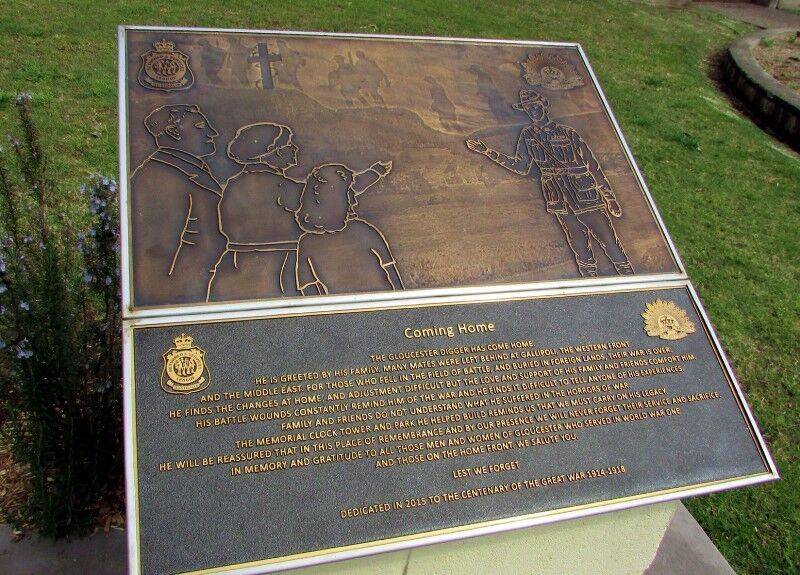 Coming Home
THE GLOUCESTER DIGGER HAS COME HOME.
HE IS GREETED BY HIS FAMILY. MANY MATES WERE LEFT BEHIND AT GALLIPOLI, THE WESTERN FRONT
AND THE MIDDLE EAST. FOR THOSE WHO FELL IN THE FIELD OF BATTLE, AND BURIED IN FOREIGN LANDS, THEIR WAR IS OVER.
HE FINDS THE CHANGES AT HOME, AND ADJUSTMENT DIFFICULT BUT THE LOVE AND SUPPORT OF HIS FAMILY AND FRIENDS COMFORT HIM.
HIS BATTLE WOUNDS CONSTANTLY REMIND HIM OF THE WAR AND HE FINDS IT DIFFICULT TO TELL ANYONE OF HIS EXPERIENCES.
FAMILY AND FRIENDS DO NOT UNDERSTAND WHAT HE SUFFERED IN THE HORRORS OF WAR.
THE MEMORIAL CLOCK TOWER AND PARK HE HELPED BUILD REMINDS US THAT WE MUST CARRY ON HIS LEGACY.
HE WILL BE REASSURED THAT IN THIS PLACE OF REMEMBRANCE AND BY OUR PRESENCE WE WILL NEVER FORGET THEIR SERVICE AND SACRIFICE.
IN MEMORY AND GRATITUDE TO ALL THOSE MEN AND WOMEN OF GLOUCESTER WHO SERVED IN WORLD WAR ONE
AND THOSE ON THE HOME FRONT. WE SALUTE YOU.
LEST WE FORGET
DEDICATED IN 2015 TO THE CENTENARY OF THE GREAT WAR 1914-1918